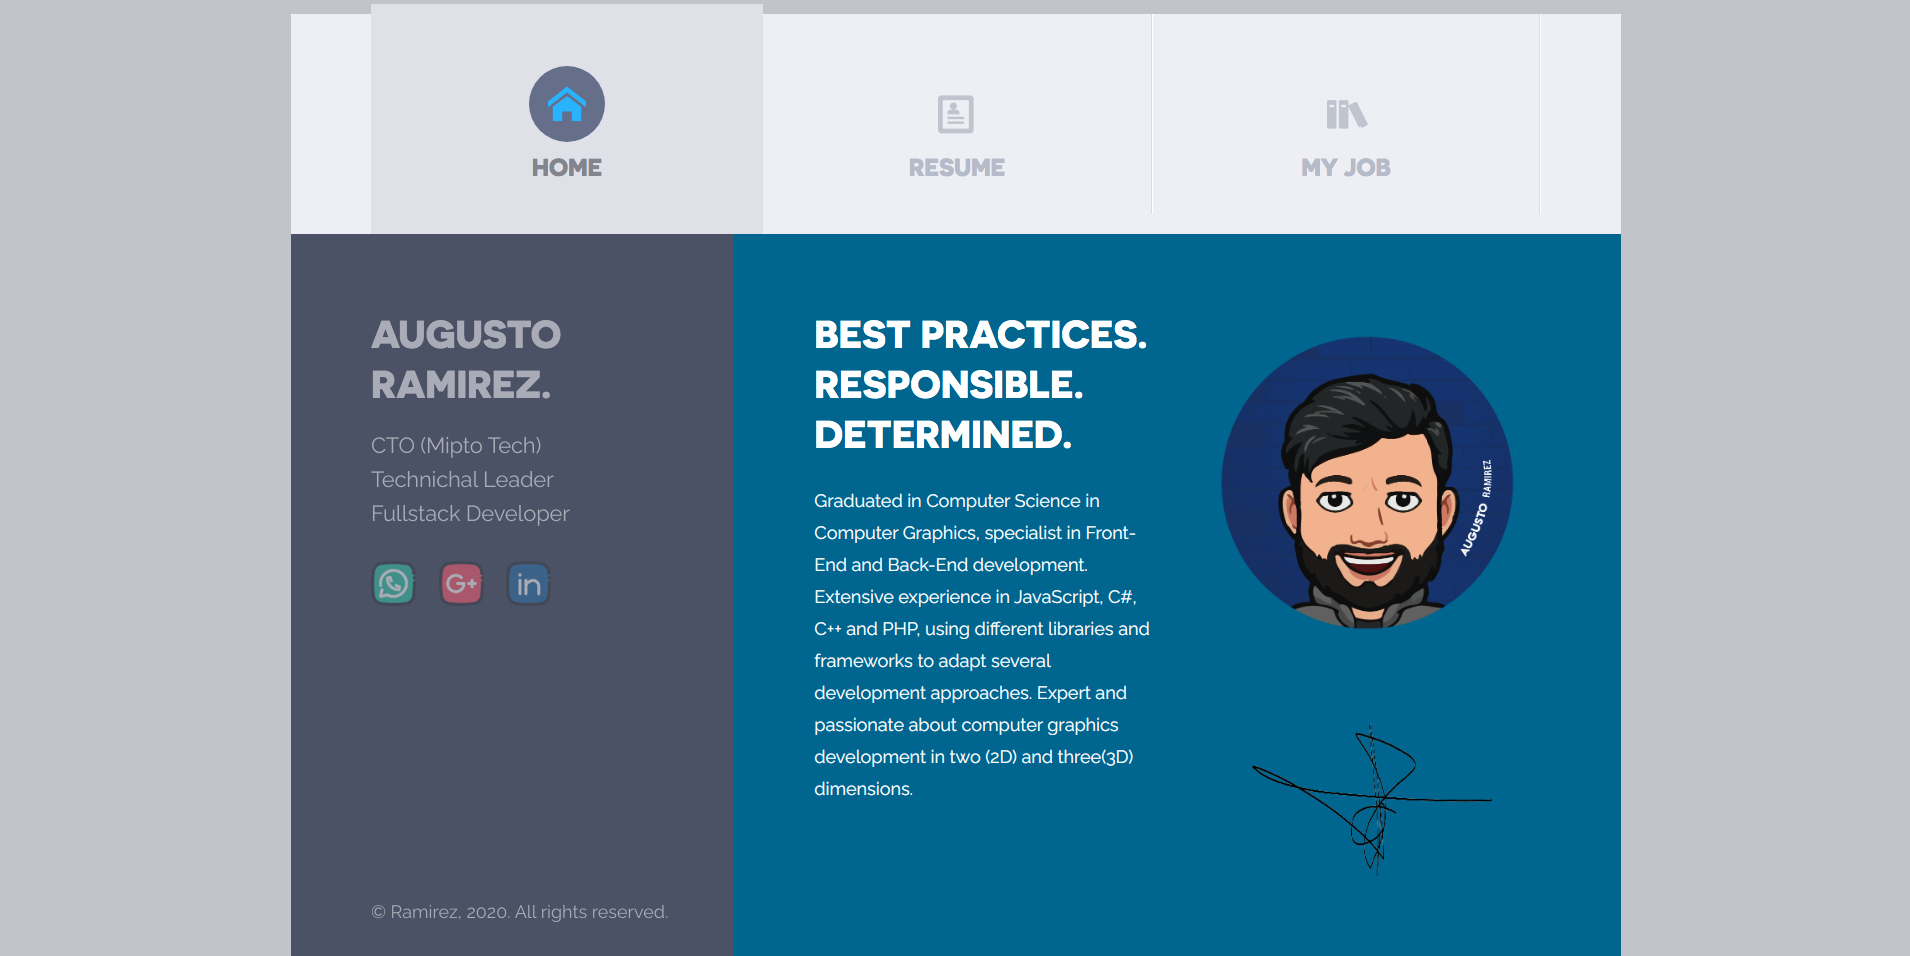 HOME
RESUME
MY JOB
AUGUSTO
RAMIREZ.
CTO (Mipto Tech)
Technichal Leader
Fullstack Developer
G+
in
© Ramirez, 2020. All rights reserved.
BEST PRACTICES.
RESPONSIBLE.
DETERMINED.
Graduated in Computer Science in
Computer Graphics, specialist in Front-
End and Back-End development.
Extensive experience in JavaScript, C#,
C++ and PHP, using different libraries and
frameworks to adapt several
development approaches. Expert and
passionate about computer graphics
development in two (2D) and three(3D)
dimensions.
AUGUSTO RAMIREZ